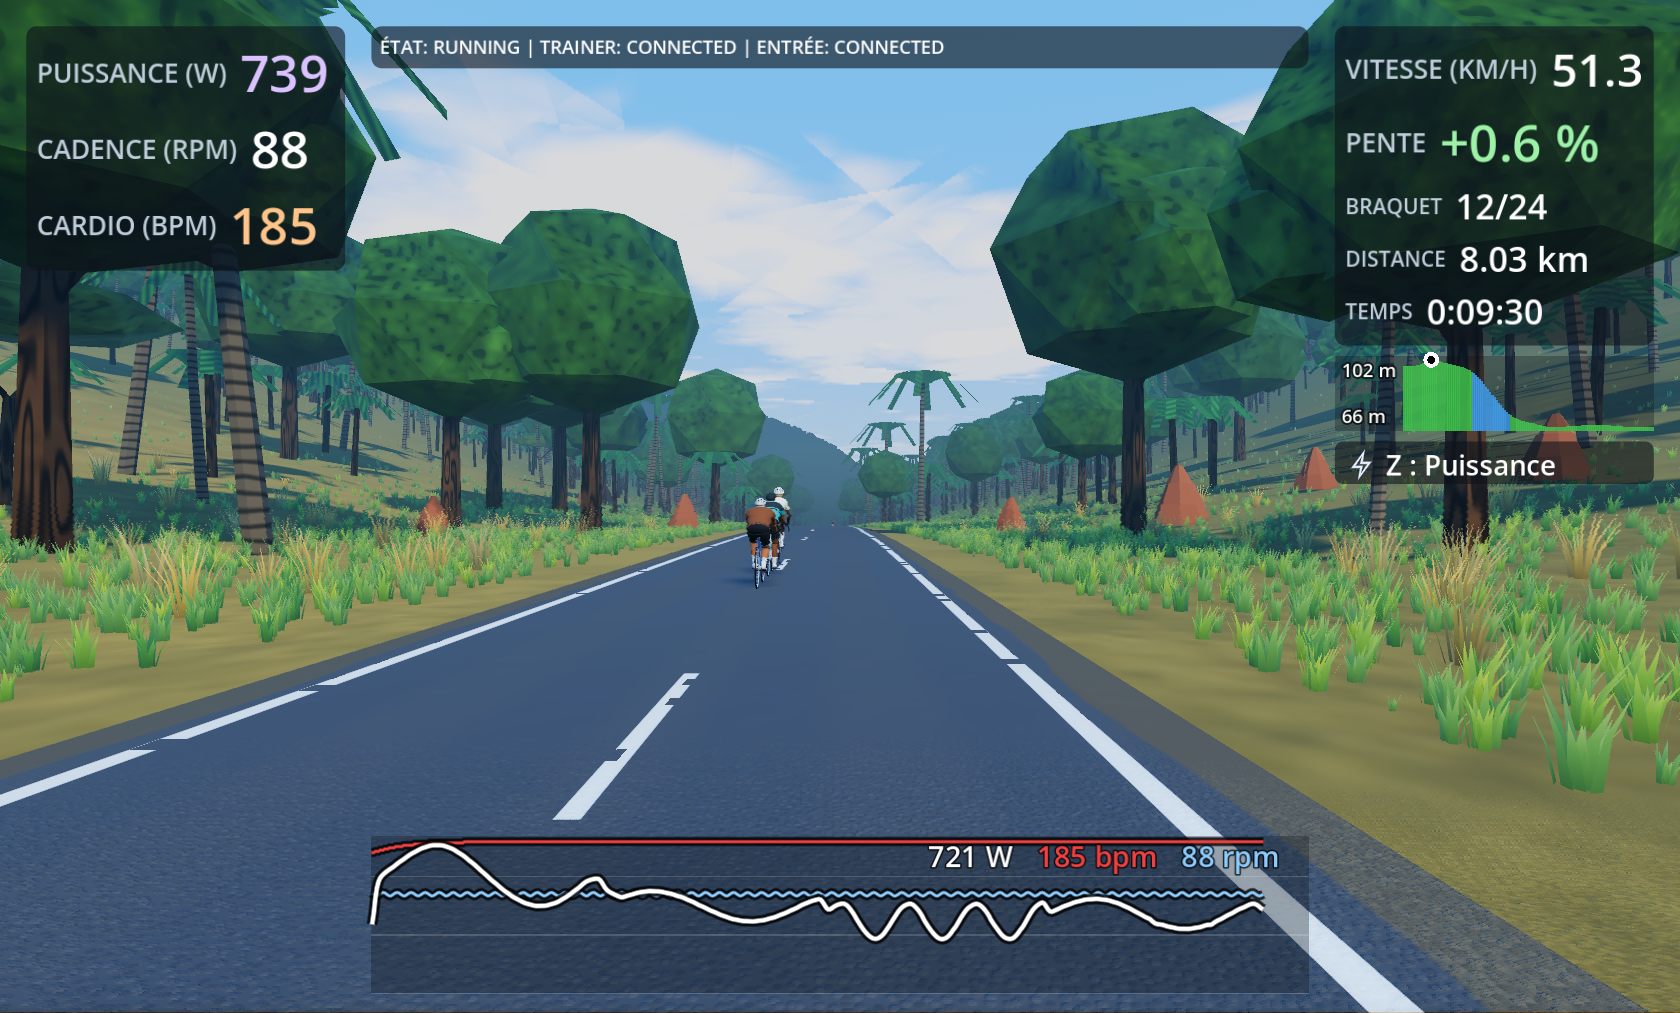 ÉTAT: RUNNING | TRAINER: CONNECTED | ENTRÉE: CONNECTED
PUISSANCE (W) 739
CADENCE (RPM) 88
CARDIO (BPM) 185
VITESSE (KM/H) 51.3
PENTE +0.6 %
BRAQUET 12/24
DISTANCE 8.03 km
TEMPS 0:09:30
102 m
66 m
Z : Puissance
721 W 185 bpm 88 rpm